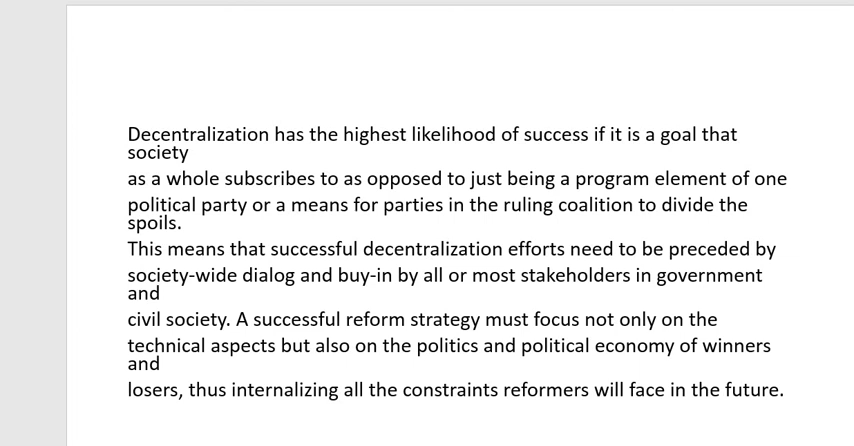 Decentralization has the highest likelihood of success if it is a goal that
society
as a whole subscribes to as opposed to just being a program element of one
political party or a means for parties in the ruling coalition to divide the
spoils.
This means that successful decentralization efforts need to be preceded by
society-wide dialog and buy-in by all or most stakeholders in government
and
civil society. A successful reform strategy must focus not only on the
technical aspects but also on the politics and political economy of winners
and
losers, thus internalizing all the constraints reformers will face in the future.